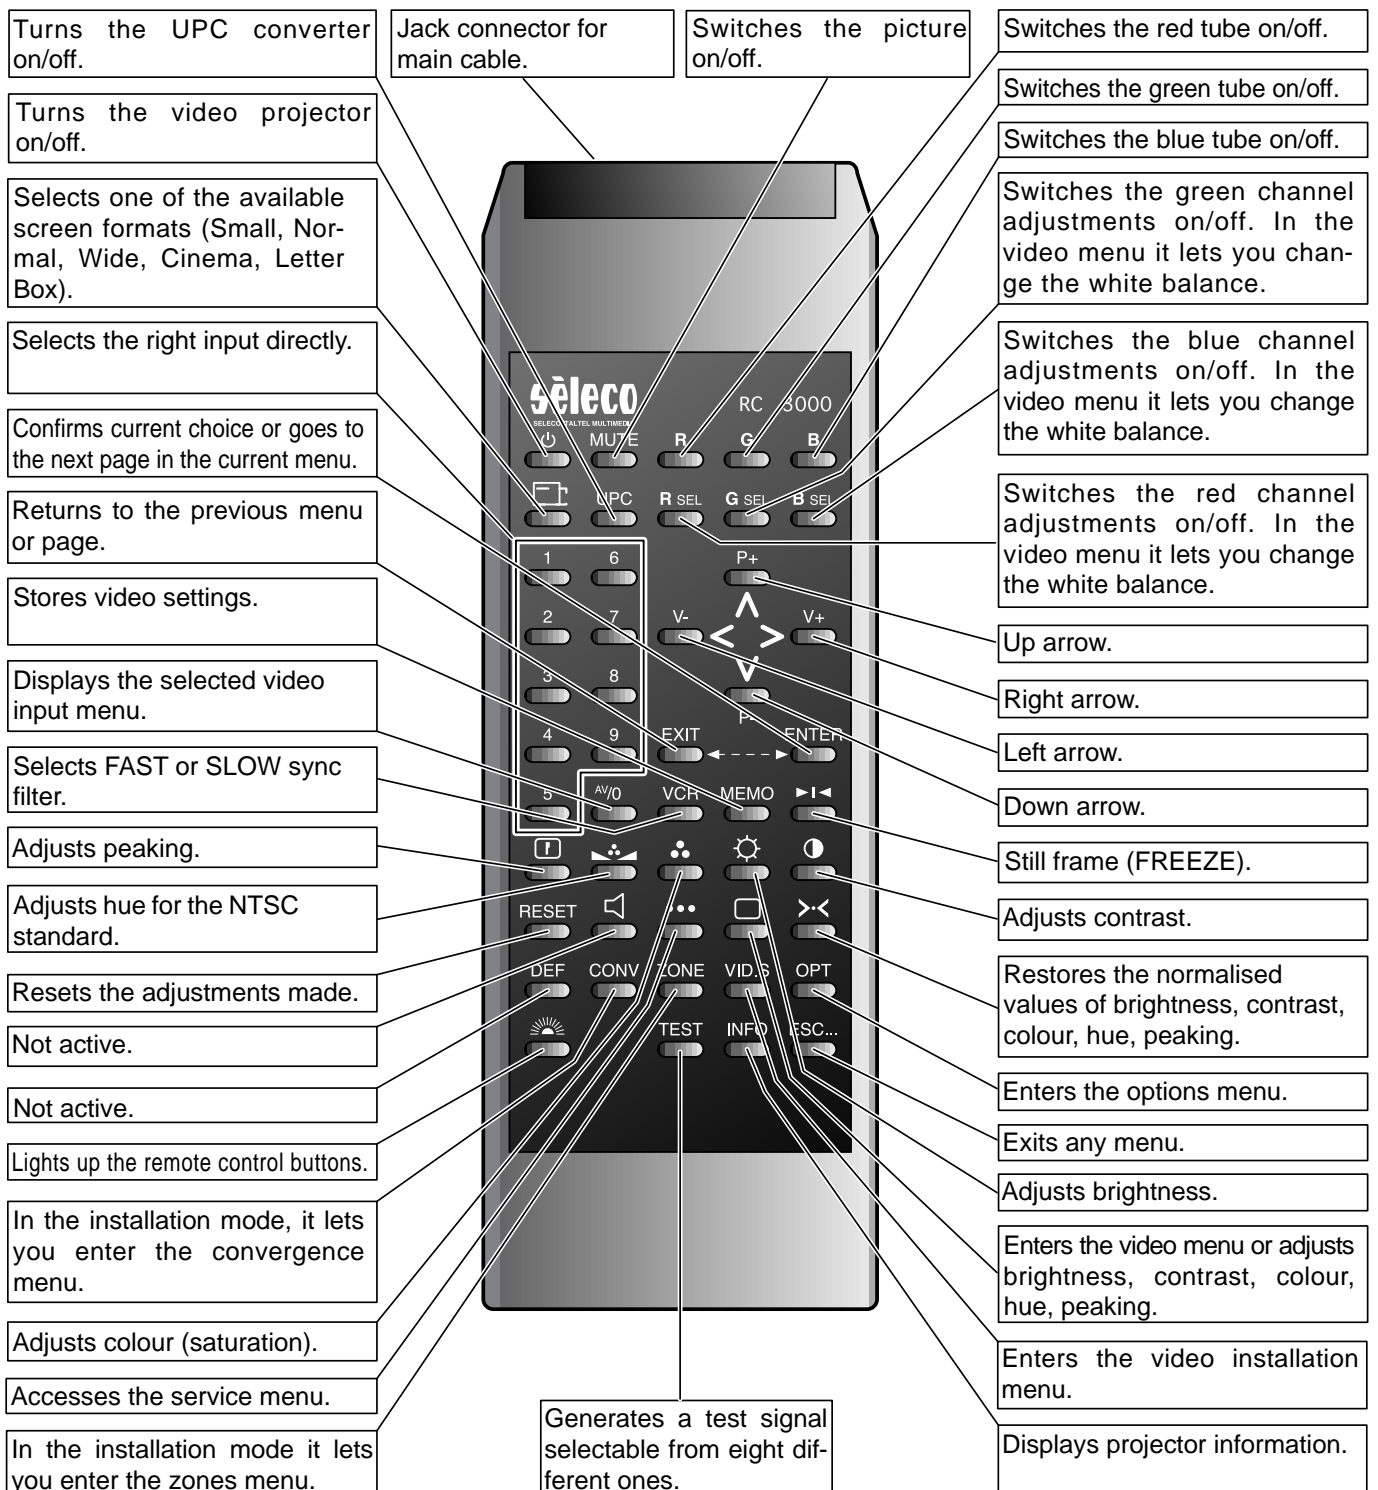 Turns the UPC converter
on/off.
Turns the video projector
on/off.
Selects one of the available
screen formats (Small, Nor-
mal, Wide, Cinema, Letter
Box).
Selects the right input directly.
Confirms current choice or goes to
the next page in the current menu.
Returns to the previous menu
or page.
Stores video settings.
Displays the selected video
input menu.
Selects FAST or SLOW sync
filter.
Adjusts peaking.
Adjusts hue for the NTSC
standard.
Resets the adjustments made.
Not active.
Not active.
Lights up the remote control buttons.
In the installation mode, it lets
you enter the convergence
menu.
Adjusts colour (saturation).
Accesses the service menu.
In the installation mode it lets
you enter the zones menu.
Jack connector for
main cable.
Switches the picture
on/off.
sèleco RC 3000
MUTE R G B
UPC R SEL G SEL B SEL
1 6 P+
2 7 V- V+
3 8
P-
4 9 EXIT ENTER
5 AV/0 VCR MEMO
RESET
DEF CONV ZONE VID.S OPT
TEST INFO ESC...
Generates a test signal
selectable from eight dif-
ferent ones.
Switches the red tube on/off.
Switches the green tube on/off.
Switches the blue tube on/off.
Switches the green channel
adjustments on/off. In the
video menu it lets you chan-
ge the white balance.
Switches the blue channel
adjustments on/off. In the
video menu it lets you change
the white balance.
Switches the red channel
adjustments on/off. In the
video menu it lets you change
the white balance.
Up arrow.
Right arrow.
Left arrow.
Down arrow.
Still frame (FREEZE).
Adjusts contrast.
Restores the normalised
values of brightness, contrast,
colour, hue, peaking.
Enters the options menu.
Exits any menu.
Adjusts brightness.
Enters the video menu or adjusts
brightness, contrast, colour,
hue, peaking.
Enters the video installation
menu.
Displays projector information.